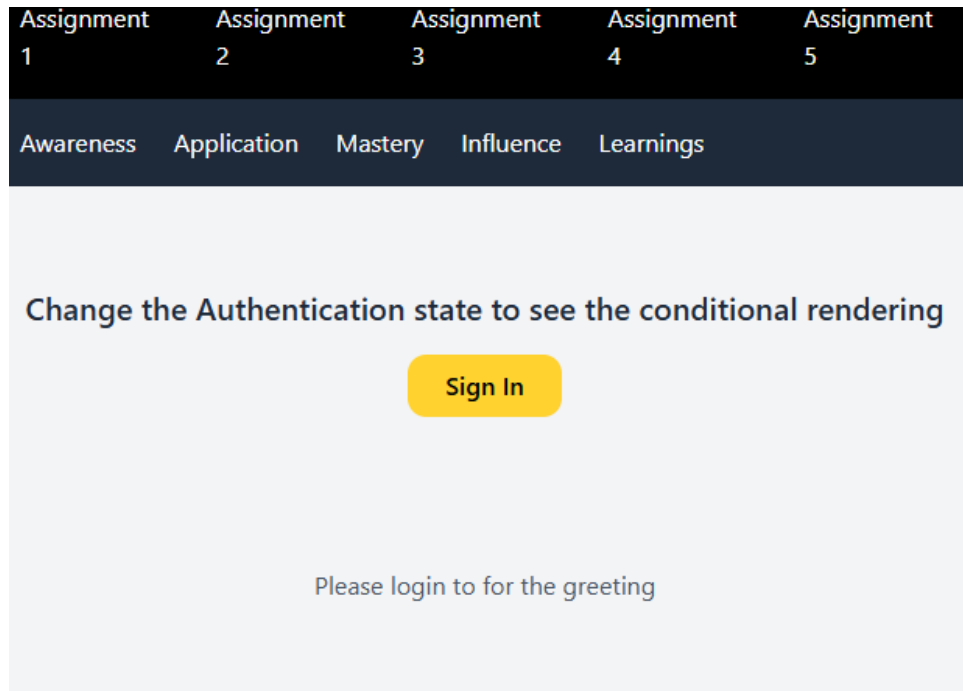 Assignment 1 Assignment 2 Assignment 3 Assignment 4 Assignment 5
Awareness Application Mastery Influence Learnings
Change the Authentication state to see the conditional rendering
Sign In
Please login to for the greeting